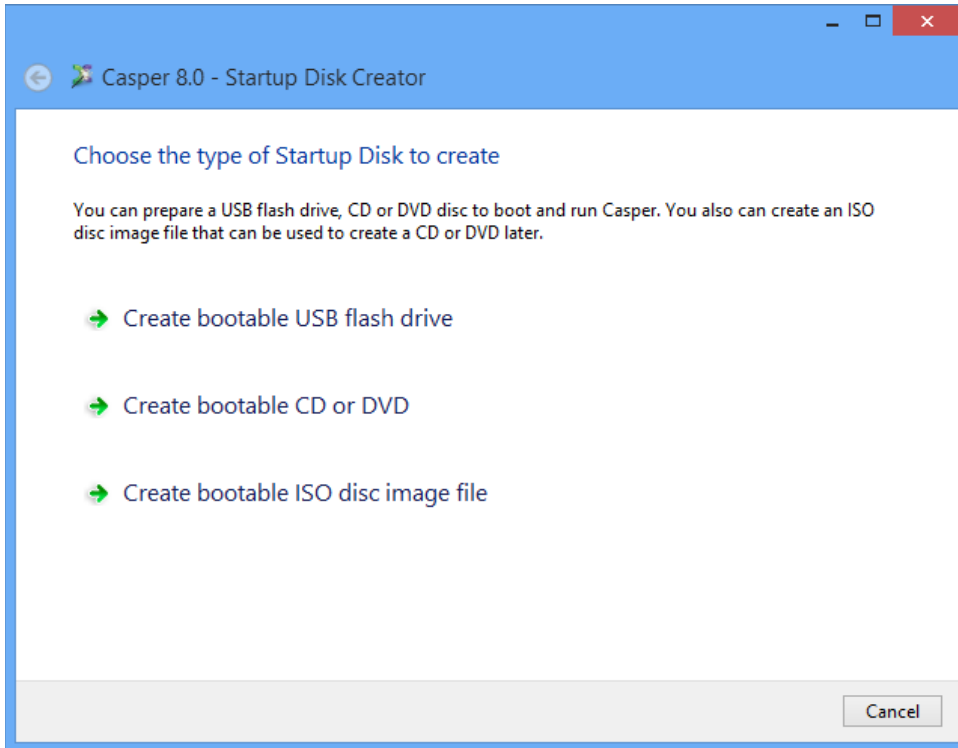 Casper 8.0 - Startup Disk Creator
Choose the type of Startup Disk to create
You can prepare a USB flash drive, CD or DVD disc to boot and run Casper. You also can create an ISO
disc image file that can be used to create a CD or DVD later.
Create bootable USB flash drive
Create bootable CD or DVD
Create bootable ISO disc image file
Cancel